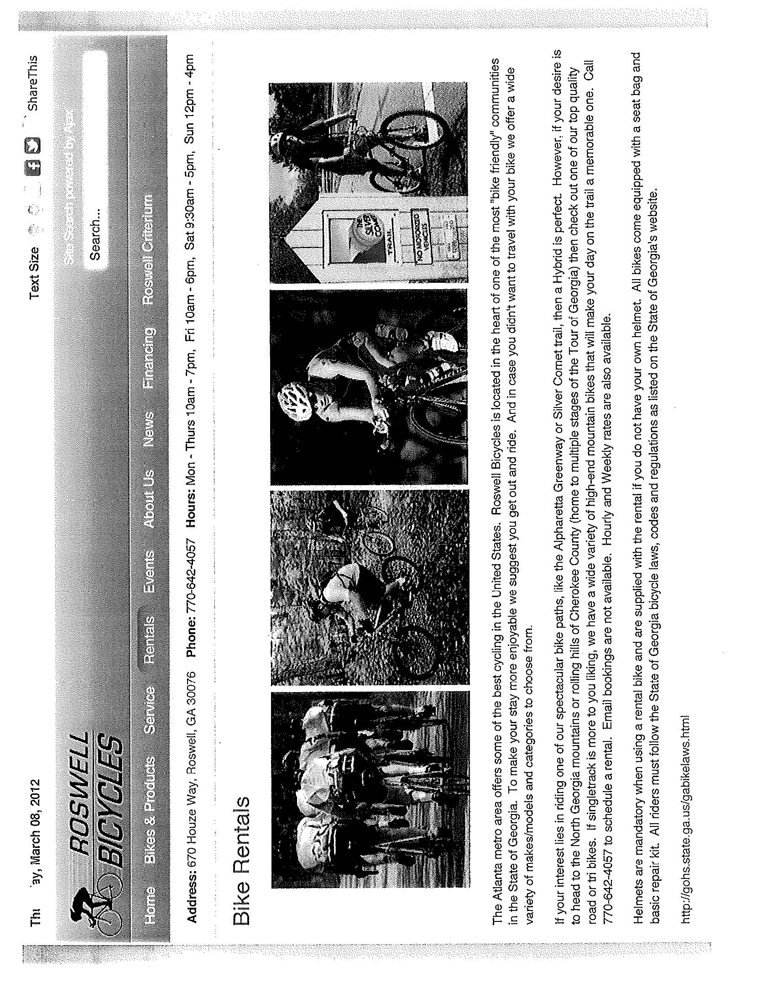 March 08, 2012 Text Size ShareThis
ROSWELL
BICYCLES
Site Search powered by Ajax
Search...
Home Bikes & Products Service Rentals Events About Us News Financing Roswell Criterium
Address: 670 Houze Way, Roswell, GA 30076 Phone: 770-642-4057 Hours: Mon - Thurs 10am - 7pm, Fri 10am - 6pm, Sat 9:30am - 5pm, Sun 12pm - 4pm
Bike Rentals
THE
SILVER
COMET
TRAIL
NO MOTORIZED
VEHICLES
The Atlanta metro area offers some of the best cycling in the United States. Roswell Bicycles is located in the heart of one of the most "bike friendly" communities
in the State of Georgia. To make your stay more enjoyable we suggest you get out and ride. And in case you didn't want to travel with your bike we offer a wide
variety of makes/models and categories to choose from.
If your interest lies in riding one of our spectacular bike paths, like the Alpharetta Greenway or Silver Comet trail, then a Hybrid is perfect. However, if your desire is
to head to the North Georgia mountains or rolling hills of Cherokee County (home to multiple stages of the Tour of Georgia) then check out one of our top quality
road or tri bikes. If singletrack is more to you liking, we have a wide variety of high-end mountain bikes that will make your day on the trail a memorable one. Call
770-642-4057 to schedule a rental. Email bookings are not available. Hourly and Weekly rates are also available.
Helmets are mandatory when using a rental bike and are supplied with the rental if you do not have your own helmet. All bikes come equipped with a seat bag and
basic repair kit. All riders must follow the State of Georgia bicycle laws, codes and regulations as listed on the State of Georgia's website.
http://gohs.state.ga.us/gabikelaws.html